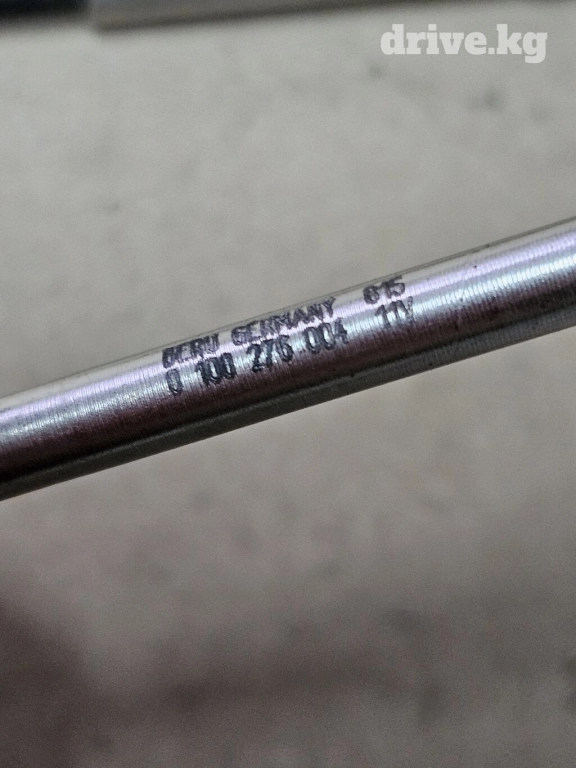 drive.kg
BERU GERMANY 615
0 100 276 004 11V